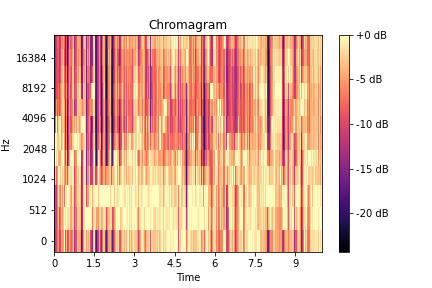 Chromagram
Hz
16384
8192
4096
2048
1024
512
0
0 1.5 3 4.5 6 7.5 9
Time
+0 dB
-5 dB
-10 dB
-15 dB
-20 dB